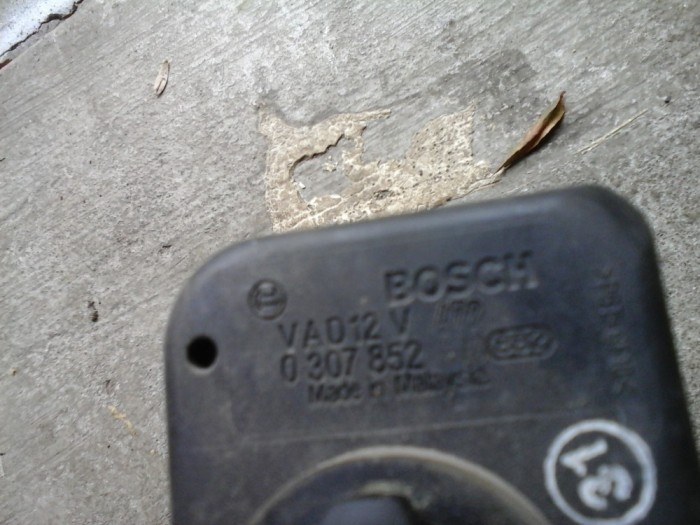 BOSCH
VAD12 V
0 307 852
Made in Malaysia
31